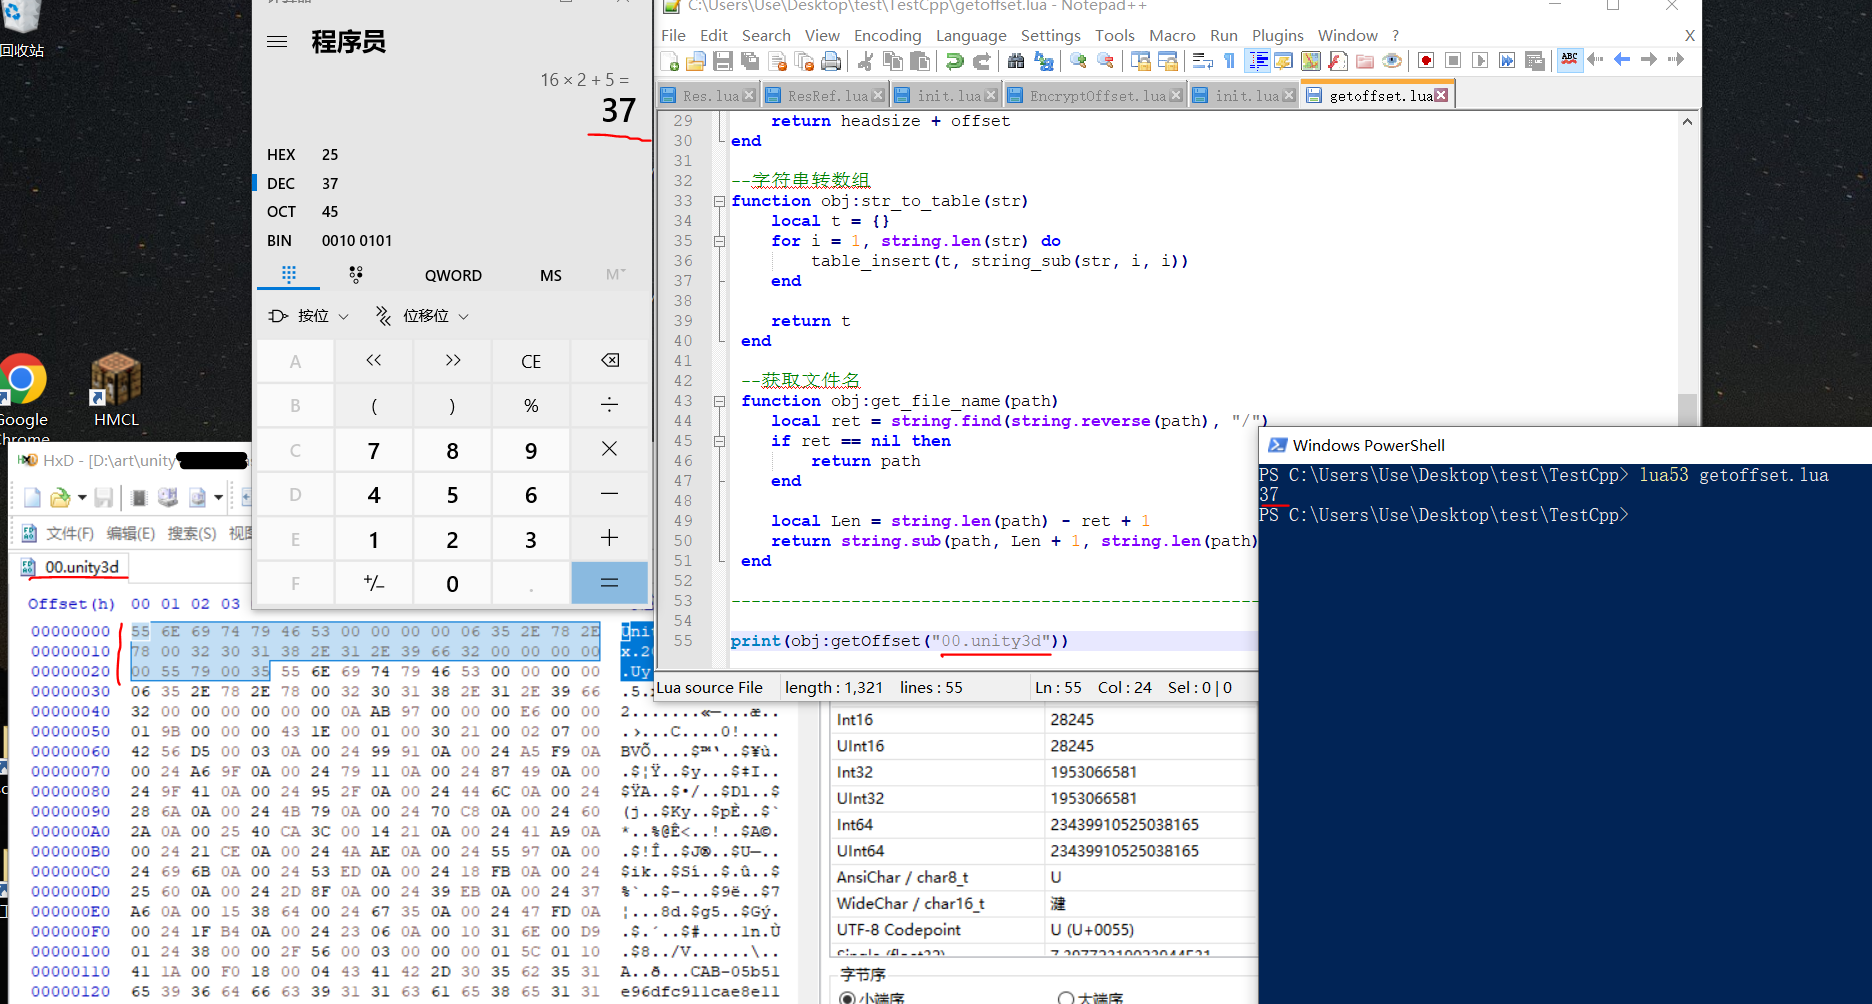 回收站
Google
Chrome
HMCL
程序员
16 × 2 + 5 =
37
HEX 25
DEC 37
OCT 45
BIN 0010 0101
QWORD MS M
按位 位移位
A << >> CE
B ( ) % ÷
C 7 8 9 ×
D 4 5 6 −
E 1 2 3 +
F +/− 0 . =
C:\Users\Use\Desktop\test\TestCpp\getoffset.lua - Notepad++
File Edit Search View Encoding Language Settings Tools Macro Run Plugins Window ? X
Res.lua ResRef.lua init.lua EncryptOffset.lua init.lua getoffset.lua
29 return headsize + offset
30 end
31
32 --字符串转数组
33 function obj:str_to_table(str)
34 local t = {}
35 for i = 1, string.len(str) do
36 table_insert(t, string_sub(str, i, i))
37 end
38
39 return t
40 end
41
42 --获取文件名
43 function obj:get_file_name(path)
44 local ret = string.find(string.reverse(path), "/")
45 if ret == nil then
46 return path
47 end
48
49 local Len = string.len(path) - ret + 1
50 return string.sub(path, Len + 1, string.len(path)
51 end
52
53 ------------------------------------------------------
54
55 print(obj:getOffset("00.unity3d"))
Lua source File length : 1,321 lines : 55 Ln : 55 Col : 24 Sel : 0 | 0
Windows PowerShell
PS C:\Users\Use\Desktop\test\TestCpp> lua53 getoffset.lua
37
PS C:\Users\Use\Desktop\test\TestCpp>
HxD - [D:\art\unity
文件(F) 编辑(E) 搜索(S) 视图
00.unity3d
Offset(h) 00 01 02 03
00000000 55 6E 69 74 79 46 53 00 00 00 00 06 35 2E 78 2E
00000010 78 00 32 30 31 38 2E 31 2E 39 66 32 00 00 00 00
00000020 00 55 79 00 35 55 6E 69 74 79 46 53 00 00 00 00
00000030 06 35 2E 78 2E 78 00 32 30 31 38 2E 31 2E 39 66
00000040 32 00 00 00 00 00 00 0A AB 97 00 00 00 E6 00 00
00000050 01 9B 00 00 00 43 1E 00 01 00 30 21 00 02 07 00
00000060 42 56 D5 00 03 0A 00 24 99 91 0A 00 24 A5 F9 0A
00000070 00 24 A6 9F 0A 00 24 79 11 0A 00 24 87 49 0A 00
00000080 24 9F 41 0A 00 24 95 2F 0A 00 24 44 6C 0A 00 24
00000090 28 6A 0A 00 24 4B 79 0A 00 24 70 C8 0A 00 24 60
000000A0 2A 0A 00 25 40 CA 3C 00 14 21 0A 00 24 41 A9 0A
000000B0 00 24 21 CE 0A 00 24 4A AE 0A 00 24 55 97 0A 00
000000C0 24 69 6B 0A 00 24 53 ED 0A 00 24 18 FB 0A 00 24
000000D0 25 60 0A 00 24 2D 8F 0A 00 24 39 EB 0A 00 24 37
000000E0 A6 0A 00 15 38 64 00 24 67 35 0A 00 24 47 FD 0A
000000F0 00 24 1F B4 0A 00 24 23 06 0A 00 10 31 6E 00 D9
00000100 01 24 38 00 00 2F 56 00 03 00 00 00 01 5C 01 10
00000110 41 1A 00 F0 18 00 04 43 41 42 2D 30 35 62 35 31
00000120 65 39 36 64 66 63 39 31 31 63 61 65 38 65 31 31
Unit
x.2
.Uy
.5.x
2.......«—...æ..
.›...C....0!....
BVÕ....$™‘..$¥ù.
.$¦Ÿ..$y...$‡I..
$ŸA..$•/..$Dl..$
(j..$Ky..$pÈ..$`
*..%@Ê<..!..$A©.
.$!Î..$J®..$U—..
$ik..$Sí..$.û..$
%`..$-...$9ë..$7
¦...8d.$g5..$Gý.
.$.´..$#....1n.Ù
.$8../V......\..
A..ð...CAB-05b51
e96dfc911cae8e11
Int16 28245
UInt16 28245
Int32 1953066581
UInt32 1953066581
Int64 23439910525038165
UInt64 23439910525038165
AnsiChar / char8_t U
WideChar / char16_t
UTF-8 Codepoint U (U+0055)
字节序
小端序 大端序